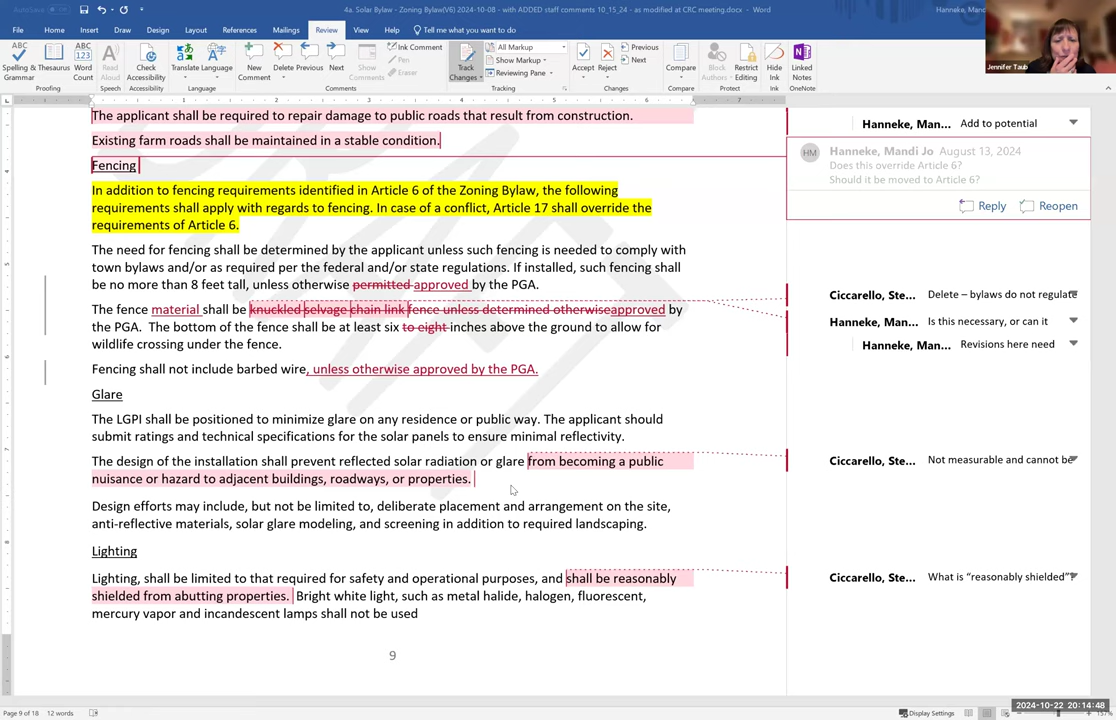 AutoSave
4a. Solar Bylaw - Zoning Bylaw(V6) 2024-10-08 - with ADDED staff comments 10_15_24 - as modified at CRC meeting.docx - Word
Hanneke, Mandi
File Home Insert Draw Design Layout References Mailings Review View Help Tell me what you want to do
Spelling & Grammar
Thesaurus
Word Count
Read Aloud
Check Accessibility
Translate
Language
New Comment
Delete
Previous
Next
Show Comments
Ink Comment
Pen
Eraser
Track Changes
All Markup
Show Markup
Reviewing Pane
Accept
Reject
Previous
Next
Compare
Block Authors
Restrict Editing
Hide Ink
Linked Notes
Proofing Speech Accessibility Language Comments Tracking Changes Compare Protect Ink OneNote
Jennifer Taub
The applicant shall be required to repair damage to public roads that result from construction.
Existing farm roads shall be maintained in a stable condition.
Fencing
In addition to fencing requirements identified in Article 6 of the Zoning Bylaw, the following
requirements shall apply with regards to fencing. In case of a conflict, Article 17 shall override the
requirements of Article 6.
The need for fencing shall be determined by the applicant unless such fencing is needed to comply with
town bylaws and/or as required per the federal and/or state regulations. If installed, such fencing shall
be no more than 8 feet tall, unless otherwise permitted approved by the PGA.
The fence material shall be knuckled selvage chain link fence unless determined otherwiseapproved by
the PGA. The bottom of the fence shall be at least six to eight inches above the ground to allow for
wildlife crossing under the fence.
Fencing shall not include barbed wire, unless otherwise approved by the PGA.
Glare
The LGPI shall be positioned to minimize glare on any residence or public way. The applicant should
submit ratings and technical specifications for the solar panels to ensure minimal reflectivity.
The design of the installation shall prevent reflected solar radiation or glare from becoming a public
nuisance or hazard to adjacent buildings, roadways, or properties.
Design efforts may include, but not be limited to, deliberate placement and arrangement on the site,
anti-reflective materials, solar glare modeling, and screening in addition to required landscaping.
Lighting
Lighting, shall be limited to that required for safety and operational purposes, and shall be reasonably
shielded from abutting properties. Bright white light, such as metal halide, halogen, fluorescent,
mercury vapor and incandescent lamps shall not be used
9
Hanneke, Man... Add to potential
HM Hanneke, Mandi Jo August 13, 2024
Does this override Article 6?
Should it be moved to Article 6?
Reply Reopen
Ciccarello, Ste... Delete – bylaws do not regulate
Hanneke, Man... Is this necessary, or can it
Hanneke, Man... Revisions here need
Ciccarello, Ste... Not measurable and cannot be
Ciccarello, Ste... What is “reasonably shielded”
Page 9 of 18 12 words
Display Settings
2024-10-22 20:14:48